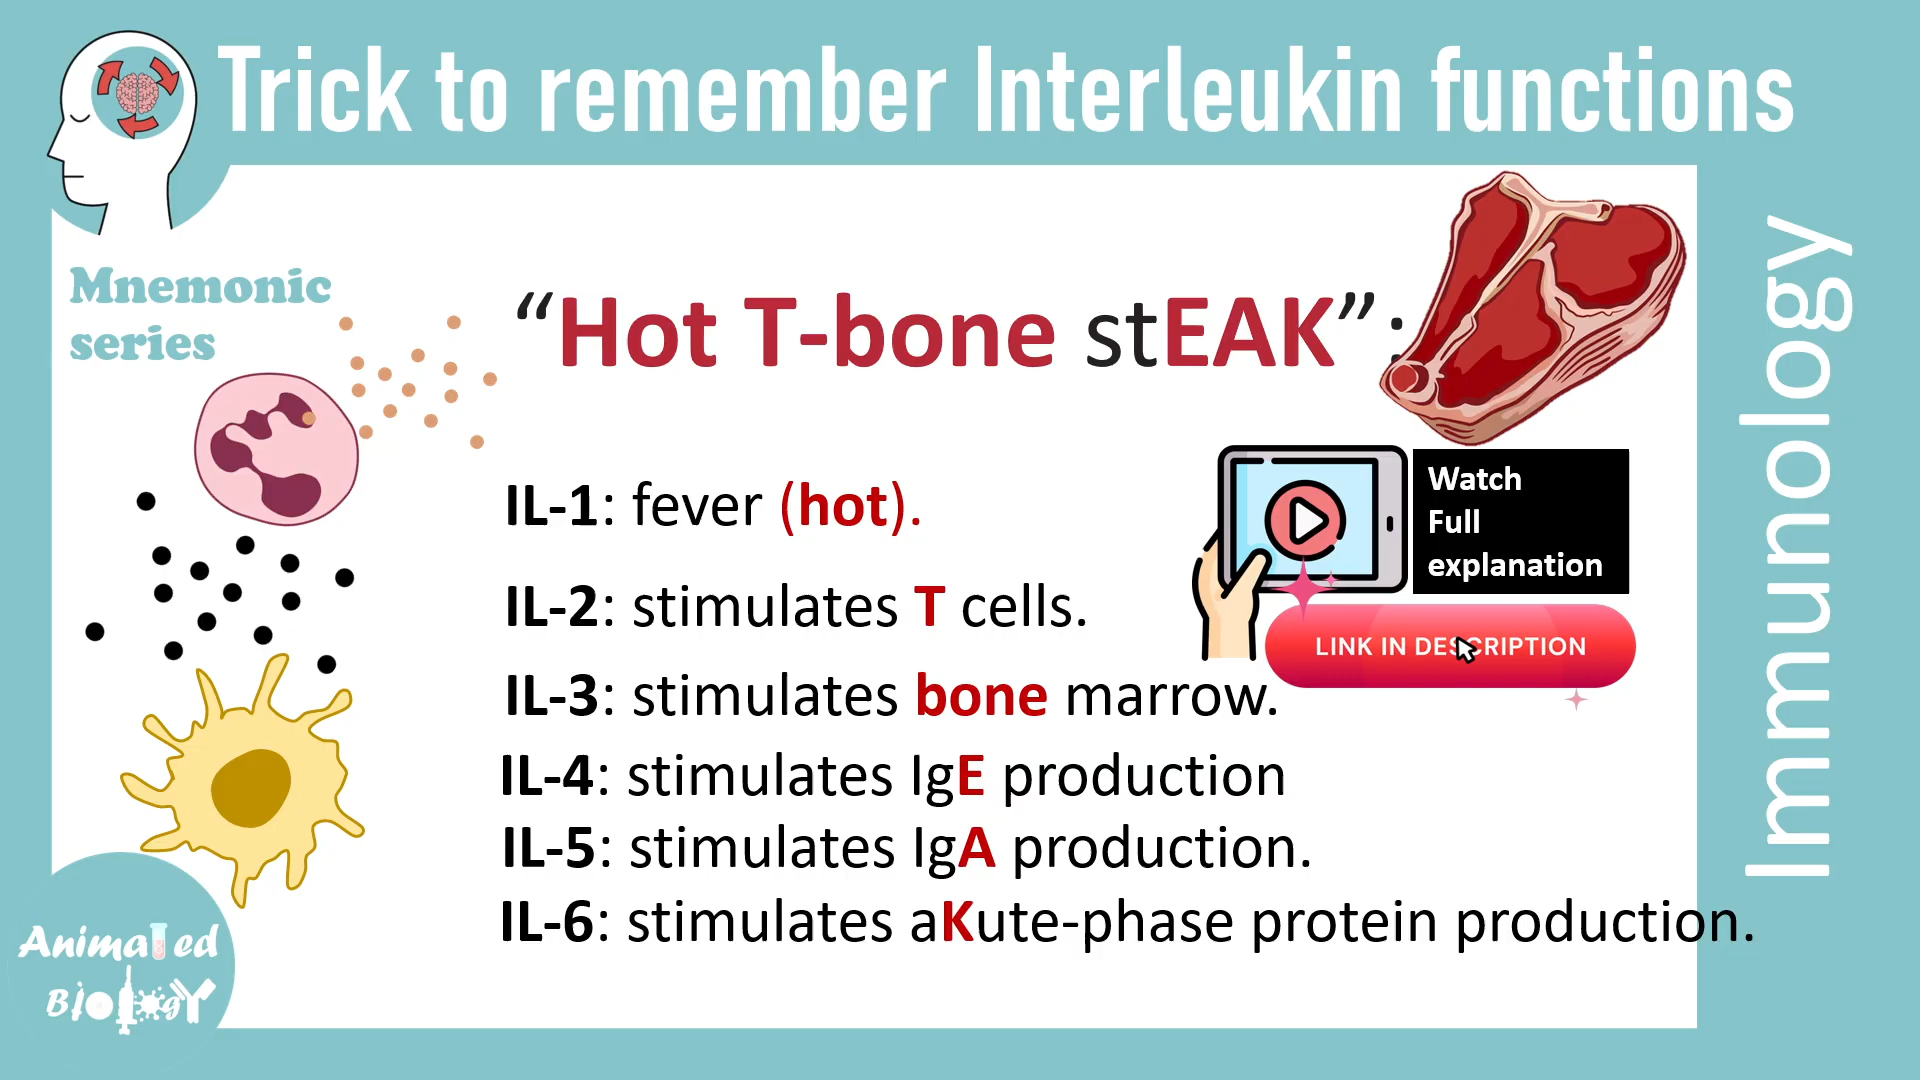 Trick to remember Interleukin functions
Mnemonic
series
“Hot T-bone stEAK”:
IL-1: fever (hot).
IL-2: stimulates T cells.
IL-3: stimulates bone marrow.
IL-4: stimulates IgE production
IL-5: stimulates IgA production.
IL-6: stimulates aKute-phase protein production.
Watch
Full
explanation
LINK IN DESCRIPTION
Immunology
Animated
Biology